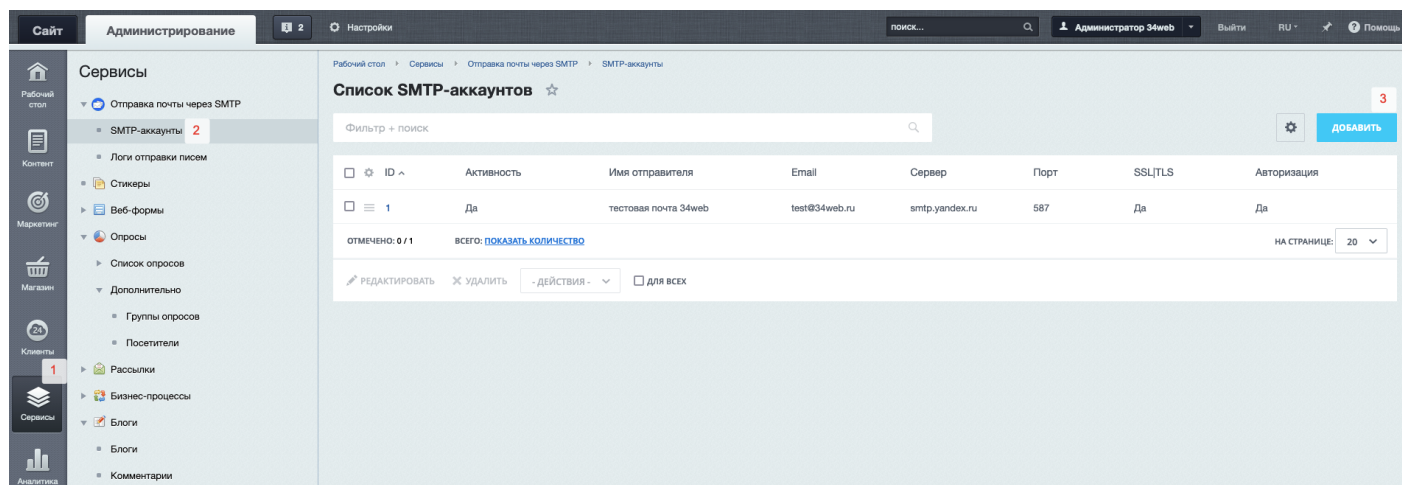 Сайт
Администрирование
2
Настройки
поиск...
Администратор 34web
Выйти
RU
Помощь
Рабочий стол
Контент
Маркетинг
Магазин
24
Клиенты
1
Сервисы
Аналитика
Сервисы
Отправка почты через SMTP
SMTP-аккаунты 2
Логи отправки писем
Стикеры
Веб-формы
Опросы
Список опросов
Дополнительно
Группы опросов
Посетители
Рассылки
Бизнес-процессы
Блоги
Блоги
Комментарии
Рабочий стол Сервисы Отправка почты через SMTP SMTP-аккаунты
Список SMTP-аккаунтов
3
Фильтр + поиск
ДОБАВИТЬ
ID Активность Имя отправителя Email Сервер Порт SSL|TLS Авторизация
1 Да тестовая почта 34web test@34web.ru smtp.yandex.ru 587 Да Да
ОТМЕЧЕНО: 0 / 1 ВСЕГО: ПОКАЗАТЬ КОЛИЧЕСТВО НА СТРАНИЦЕ: 20
РЕДАКТИРОВАТЬ УДАЛИТЬ - ДЕЙСТВИЯ - ДЛЯ ВСЕХ